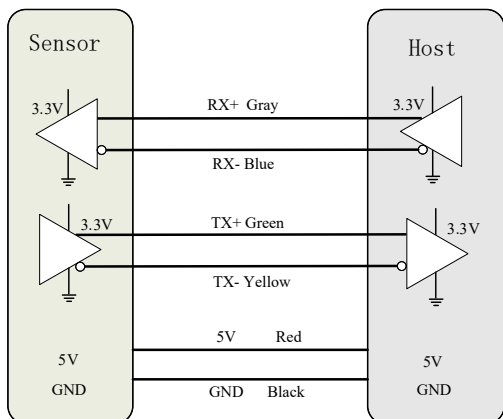 Sensor
Host
3.3V
RX+ Gray
3.3V
RX- Blue
3.3V
TX+ Green
3.3V
TX- Yellow
5V Red
5V
5V
GND
GND Black
GND